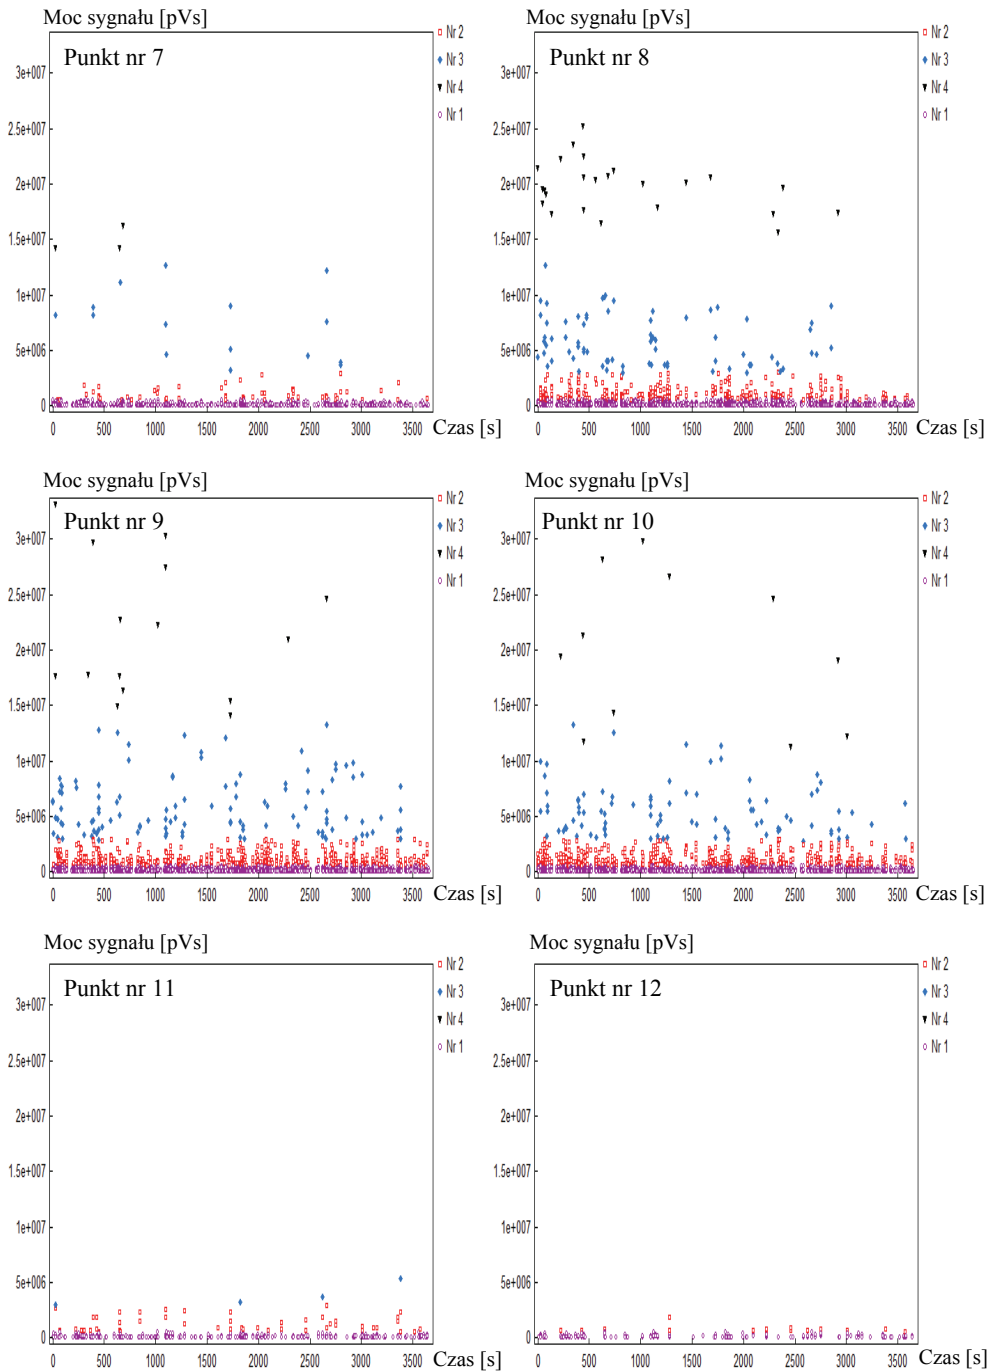 Moc sygnału [pVs]
Punkt nr 7
Nr 2
Nr 3
Nr 4
Nr 1
3e+007
2.5e+007
2e+007
1.5e+007
1e+007
5e+006
0
0 500 1000 1500 2000 2500 3000 3500 Czas [s]
Moc sygnału [pVs]
Punkt nr 8
Nr 2
Nr 3
Nr 4
Nr 1
3e+007
2.5e+007
2e+007
1.5e+007
1e+007
5e+006
0
0 500 1000 1500 2000 2500 3000 3500 Czas [s]
Moc sygnału [pVs]
Punkt nr 9
Nr 2
Nr 3
Nr 4
Nr 1
3e+007
2.5e+007
2e+007
1.5e+007
1e+007
5e+006
0
0 500 1000 1500 2000 2500 3000 3500 Czas [s]
Moc sygnału [pVs]
Punkt nr 10
Nr 2
Nr 3
Nr 4
Nr 1
3e+007
2.5e+007
2e+007
1.5e+007
1e+007
5e+006
0
0 500 1000 1500 2000 2500 3000 3500 Czas [s]
Moc sygnału [pVs]
Punkt nr 11
Nr 2
Nr 3
Nr 4
Nr 1
3e+007
2.5e+007
2e+007
1.5e+007
1e+007
5e+006
0
0 500 1000 1500 2000 2500 3000 3500 Czas [s]
Moc sygnału [pVs]
Punkt nr 12
Nr 2
Nr 3
Nr 4
Nr 1
3e+007
2.5e+007
2e+007
1.5e+007
1e+007
5e+006
0
0 500 1000 1500 2000 2500 3000 3500 Czas [s]